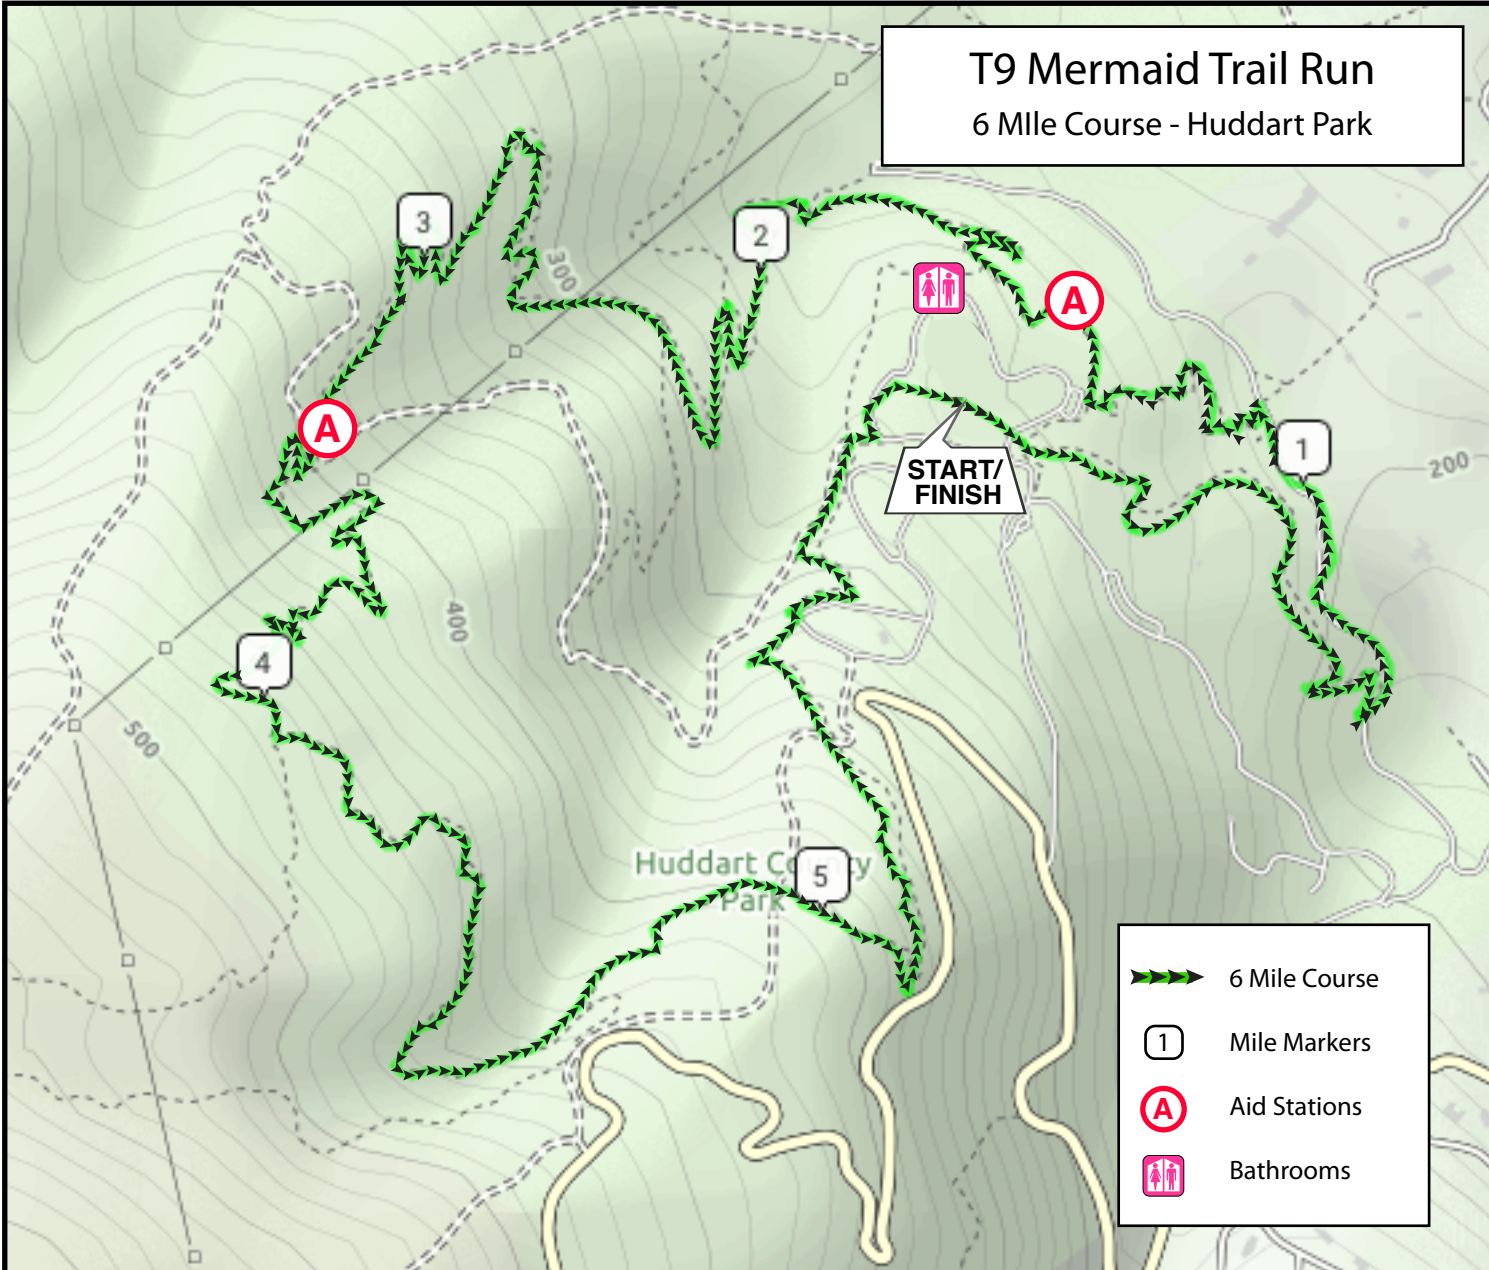 T9 Mermaid Trail Run
6 MIle Course - Huddart Park
3
2
300
A
A
START/
FINISH
1
200
400
4
500
Huddart County
Park
5
6 Mile Course
1
Mile Markers
A
Aid Stations
Bathrooms